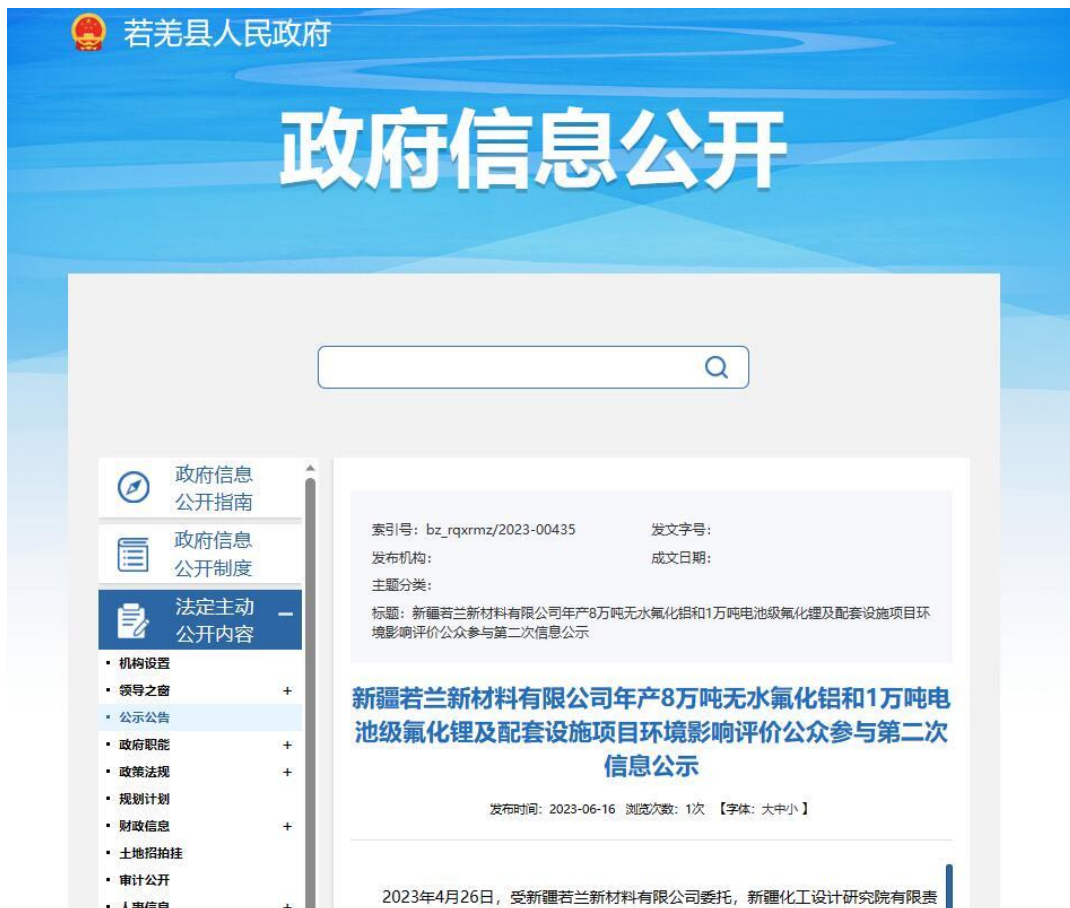 若羌县人民政府
政府信息公开
政府信息
公开指南
政府信息
公开制度
法定主动
公开内容
机构设置
领导之窗 +
公示公告
政府职能 +
政策法规 +
规划计划
财政信息 +
土地招拍挂
审计公开
人事信息 +
索引号：bz_rqxrmz/2023-00435 发文字号：
发布机构： 成文日期：
主题分类：
标题：新疆若兰新材料有限公司年产8万吨无水氟化铝和1万吨电池级氟化锂及配套设施项目环
境影响评价公众参与第二次信息公示
新疆若兰新材料有限公司年产8万吨无水氟化铝和1万吨电
池级氟化锂及配套设施项目环境影响评价公众参与第二次
信息公示
发布时间：2023-06-16 浏览次数：1次 【字体：大中小 】
2023年4月26日，受新疆若兰新材料有限公司委托，新疆化工设计研究院有限责